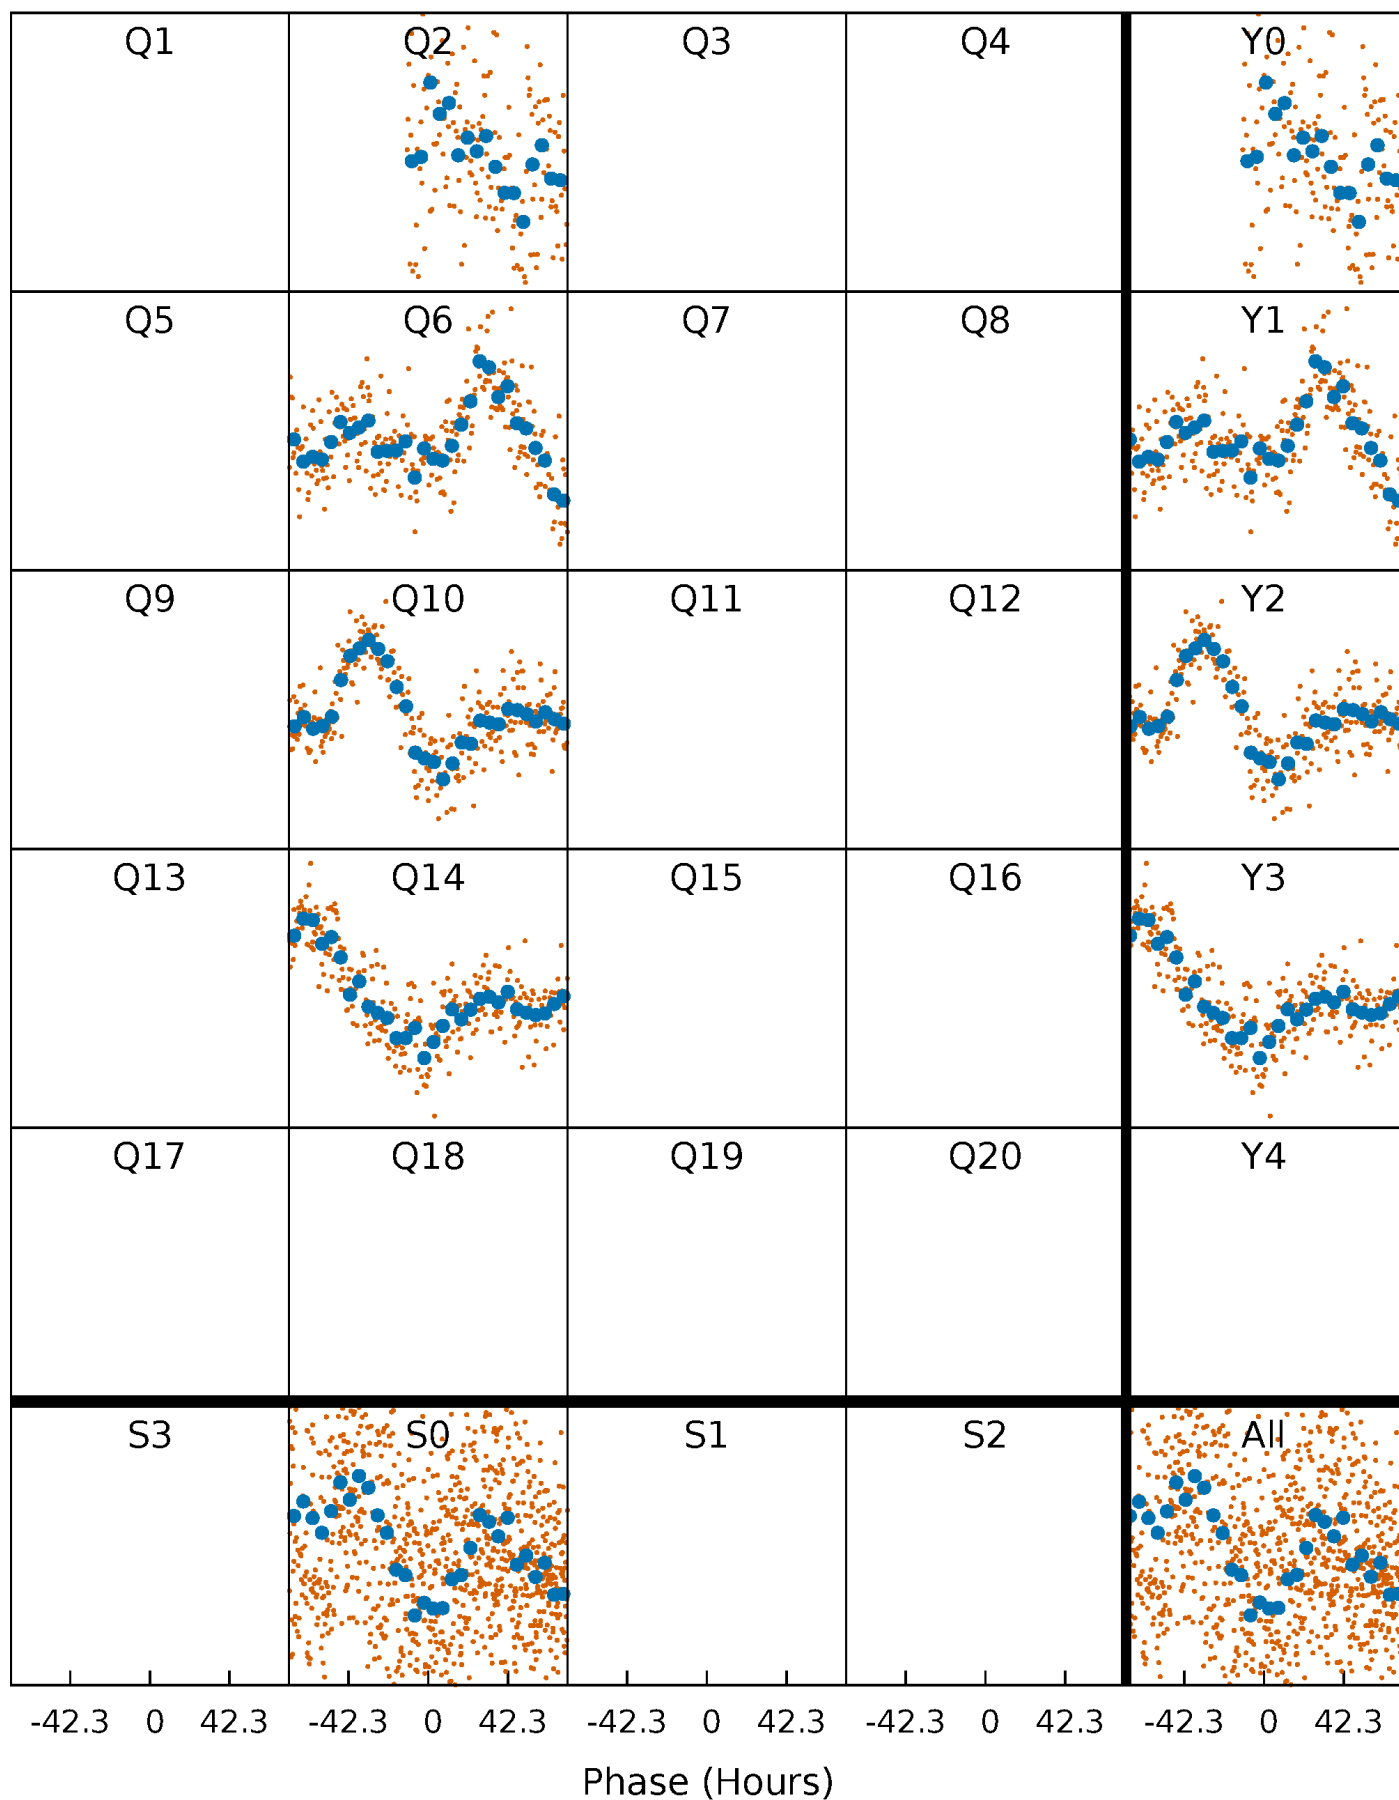 Q1 Q2 Q3 Q4 Y0
Q5 Q6 Q7 Q8 Y1
Q9 Q10 Q11 Q12 Y2
Q13 Q14 Q15 Q16 Y3
Q17 Q18 Q19 Q20 Y4
S3 S0 S1 S2 All
-42.3 0 42.3 -42.3 0 42.3 -42.3 0 42.3 -42.3 0 42.3 -42.3 0 42.3
Phase (Hours)